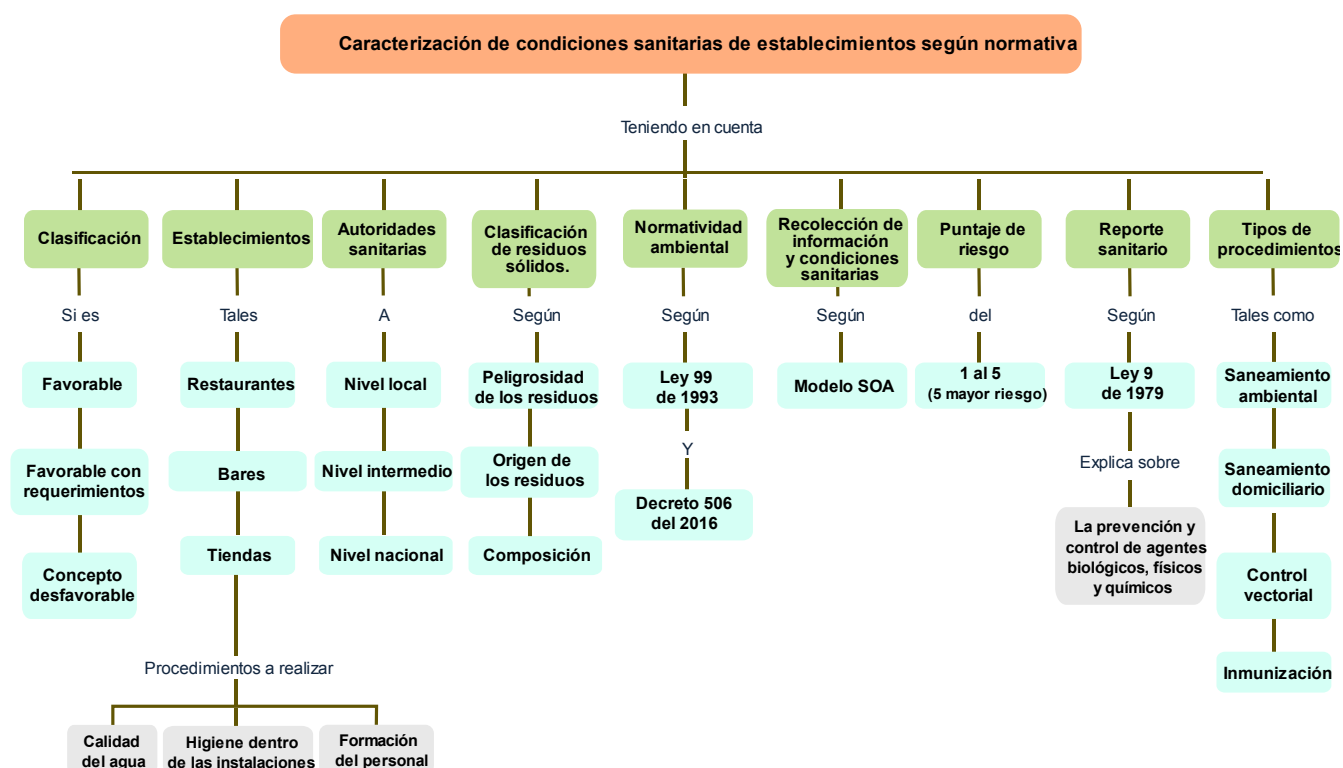 Caracterización de condiciones sanitarias de establecimientos según normativa
Teniendo en cuenta
Clasificación
Si es
Favorable
Favorable con
requerimientos
Concepto
desfavorable
Establecimientos
Tales
Restaurantes
Bares
Tiendas
Procedimientos a realizar
Calidad
del agua
Higiene dentro
de las instalaciones
Formación
del personal
Autoridades
sanitarias
A
Nivel local
Nivel intermedio
Nivel nacional
Clasificación
de residuos
sólidos.
Según
Peligrosidad
de los residuos
Origen de
los residuos
Composición
Normatividad
ambiental
Según
Ley 99
de 1993
Y
Decreto 506
del 2016
Recolección de
información
y condiciones
sanitarias
Según
Modelo SOA
Puntaje de
riesgo
del
1 al 5
(5 mayor riesgo)
Reporte
sanitario
Según
Ley 9
de 1979
Explica sobre
La prevención y
control de agentes
biológicos, físicos
y químicos
Tipos de
procedimientos
Tales como
Saneamiento
ambiental
Saneamiento
domiciliario
Control
vectorial
Inmunización